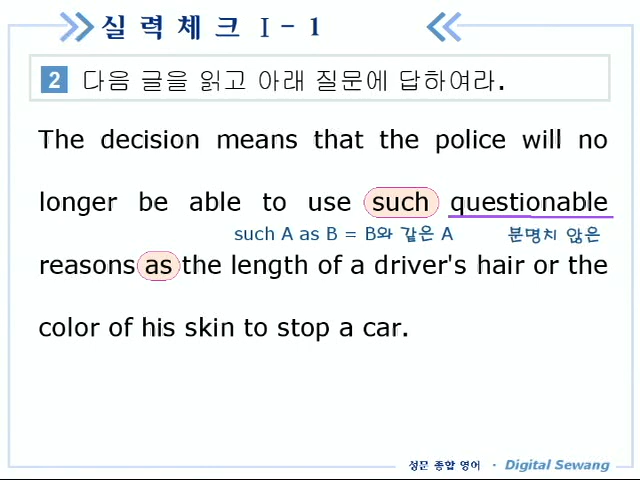 실력체크 I - 1
2 다음 글을 읽고 아래 질문에 답하여라.
The decision means that the police will no
longer be able to use such questionable
such A as B = B와 같은 A 분명치 않은
reasons as the length of a driver's hair or the
color of his skin to stop a car.
성문 종합 영어 · Digital Sewang